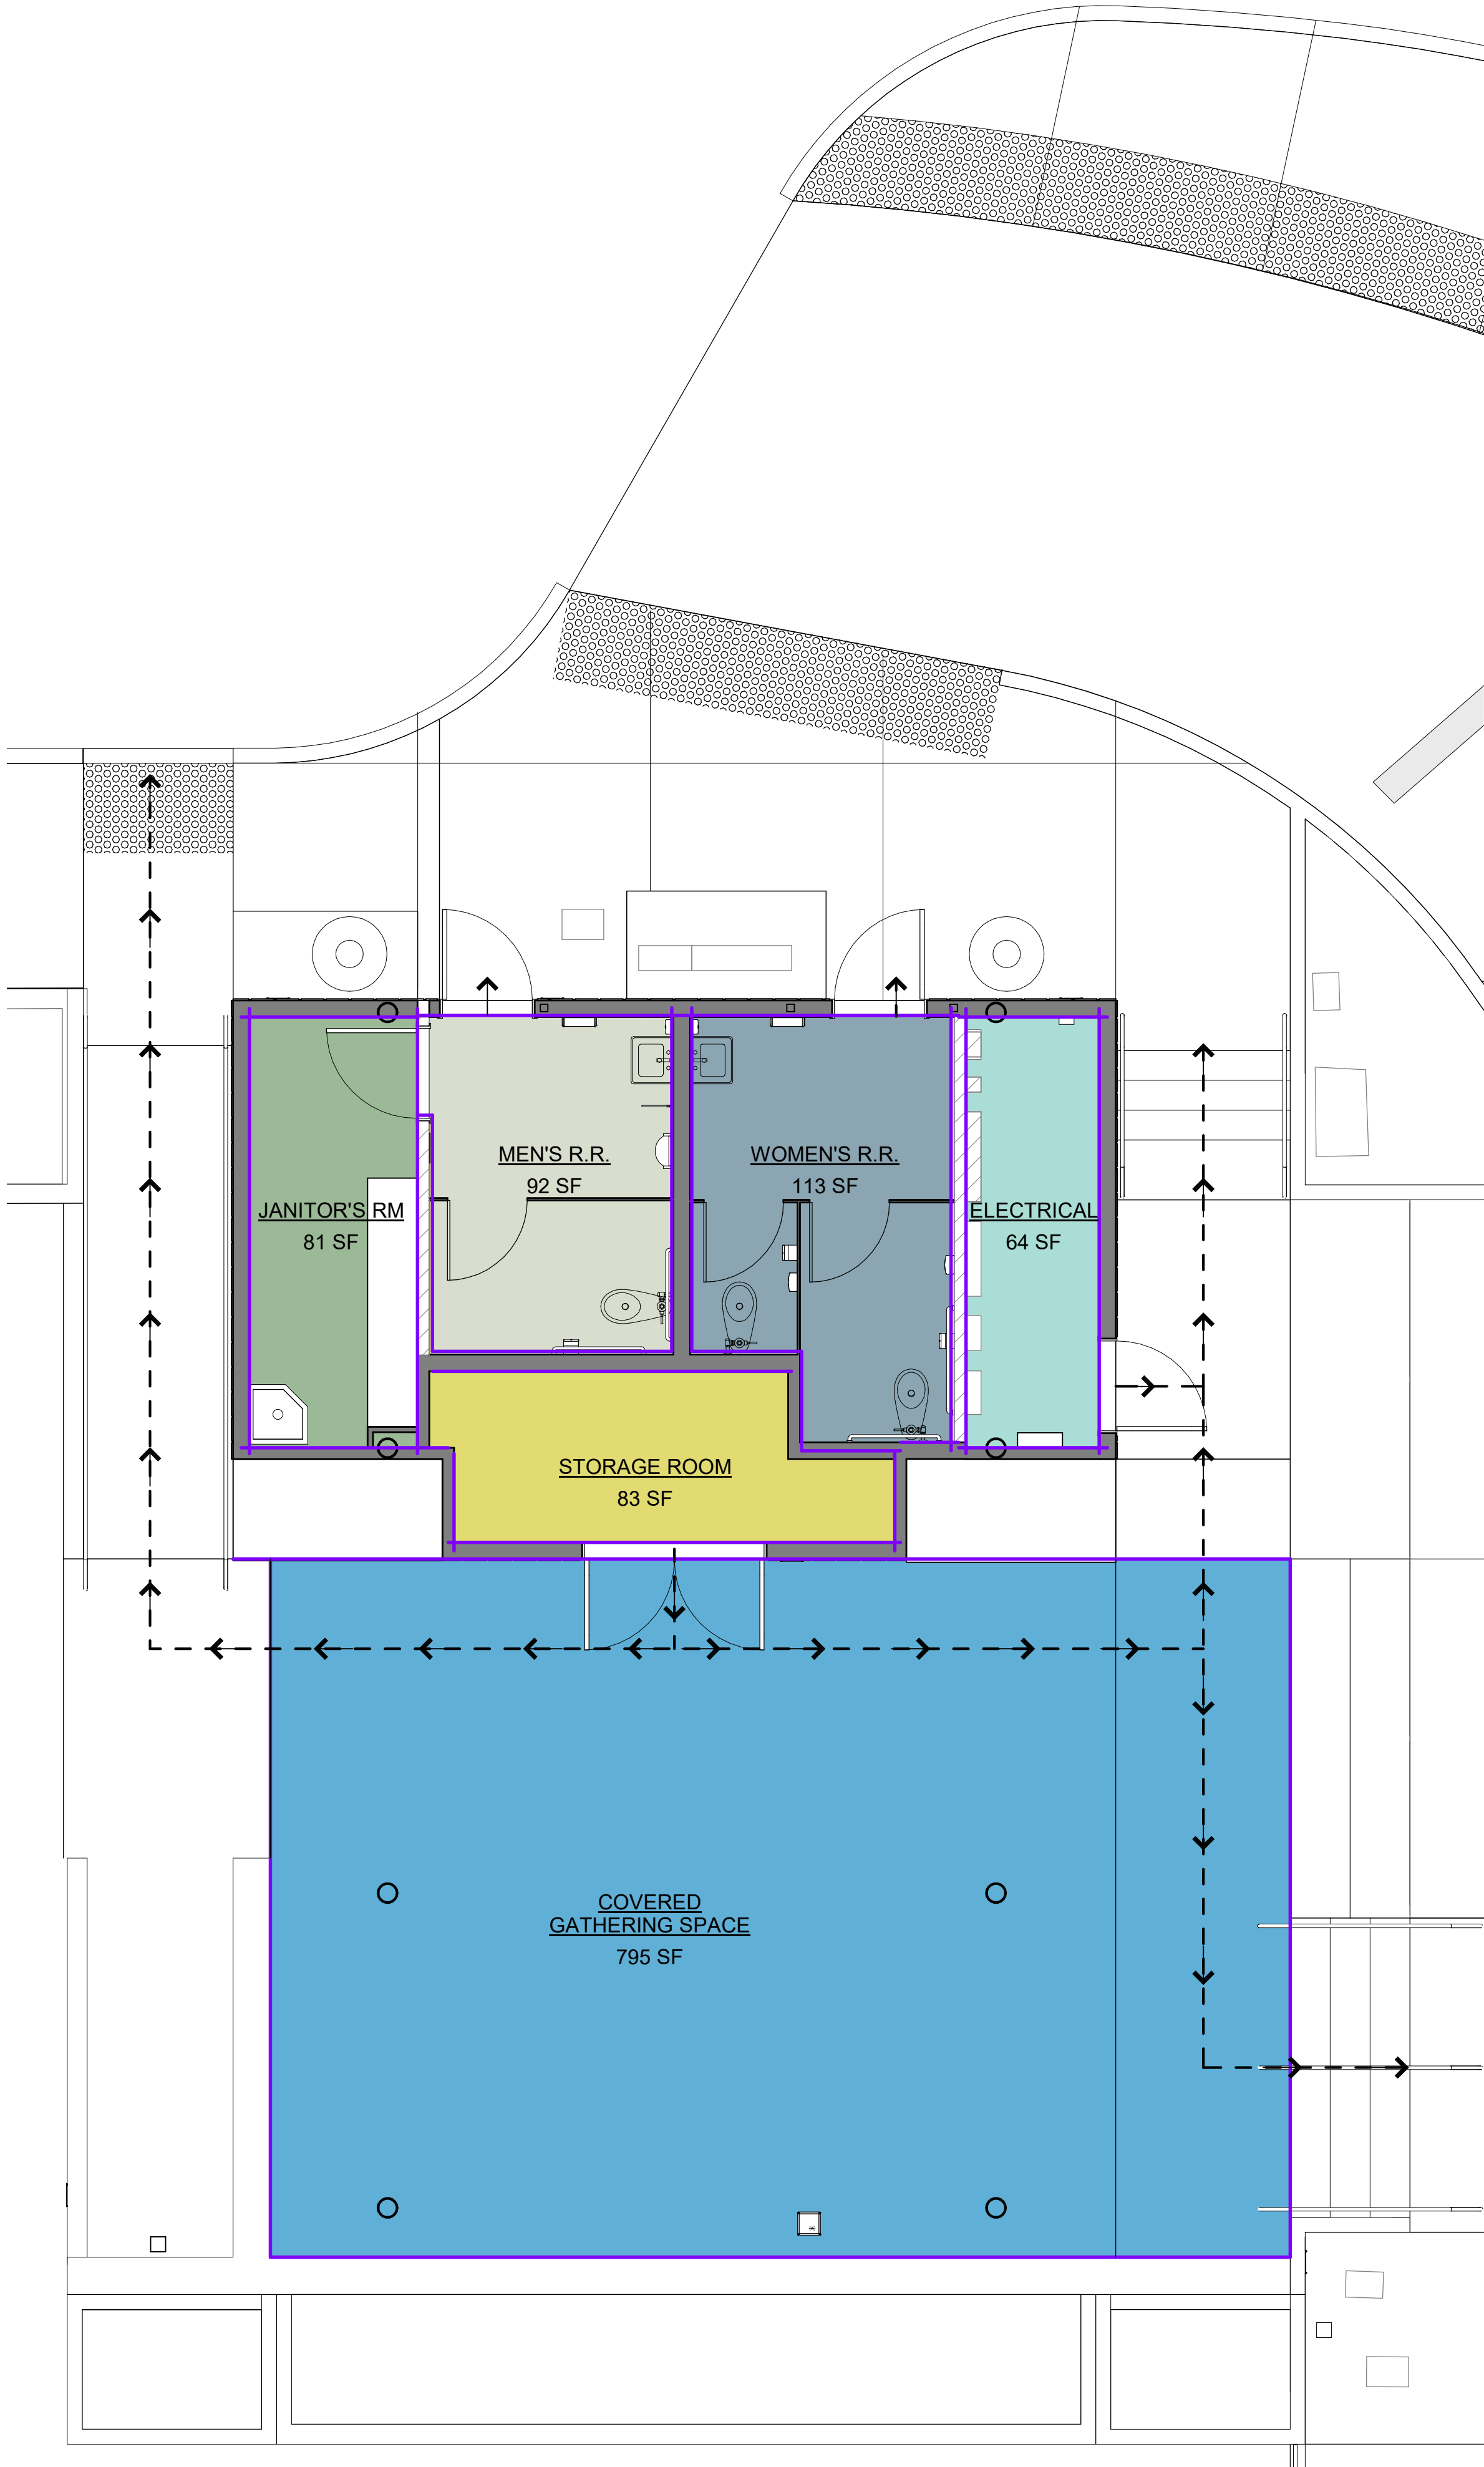 MEN'S R.R.
92 SF
WOMEN'S R.R.
113 SF
JANITOR'S RM
81 SF
ELECTRICAL
64 SF
STORAGE ROOM
83 SF
COVERED
GATHERING SPACE
795 SF